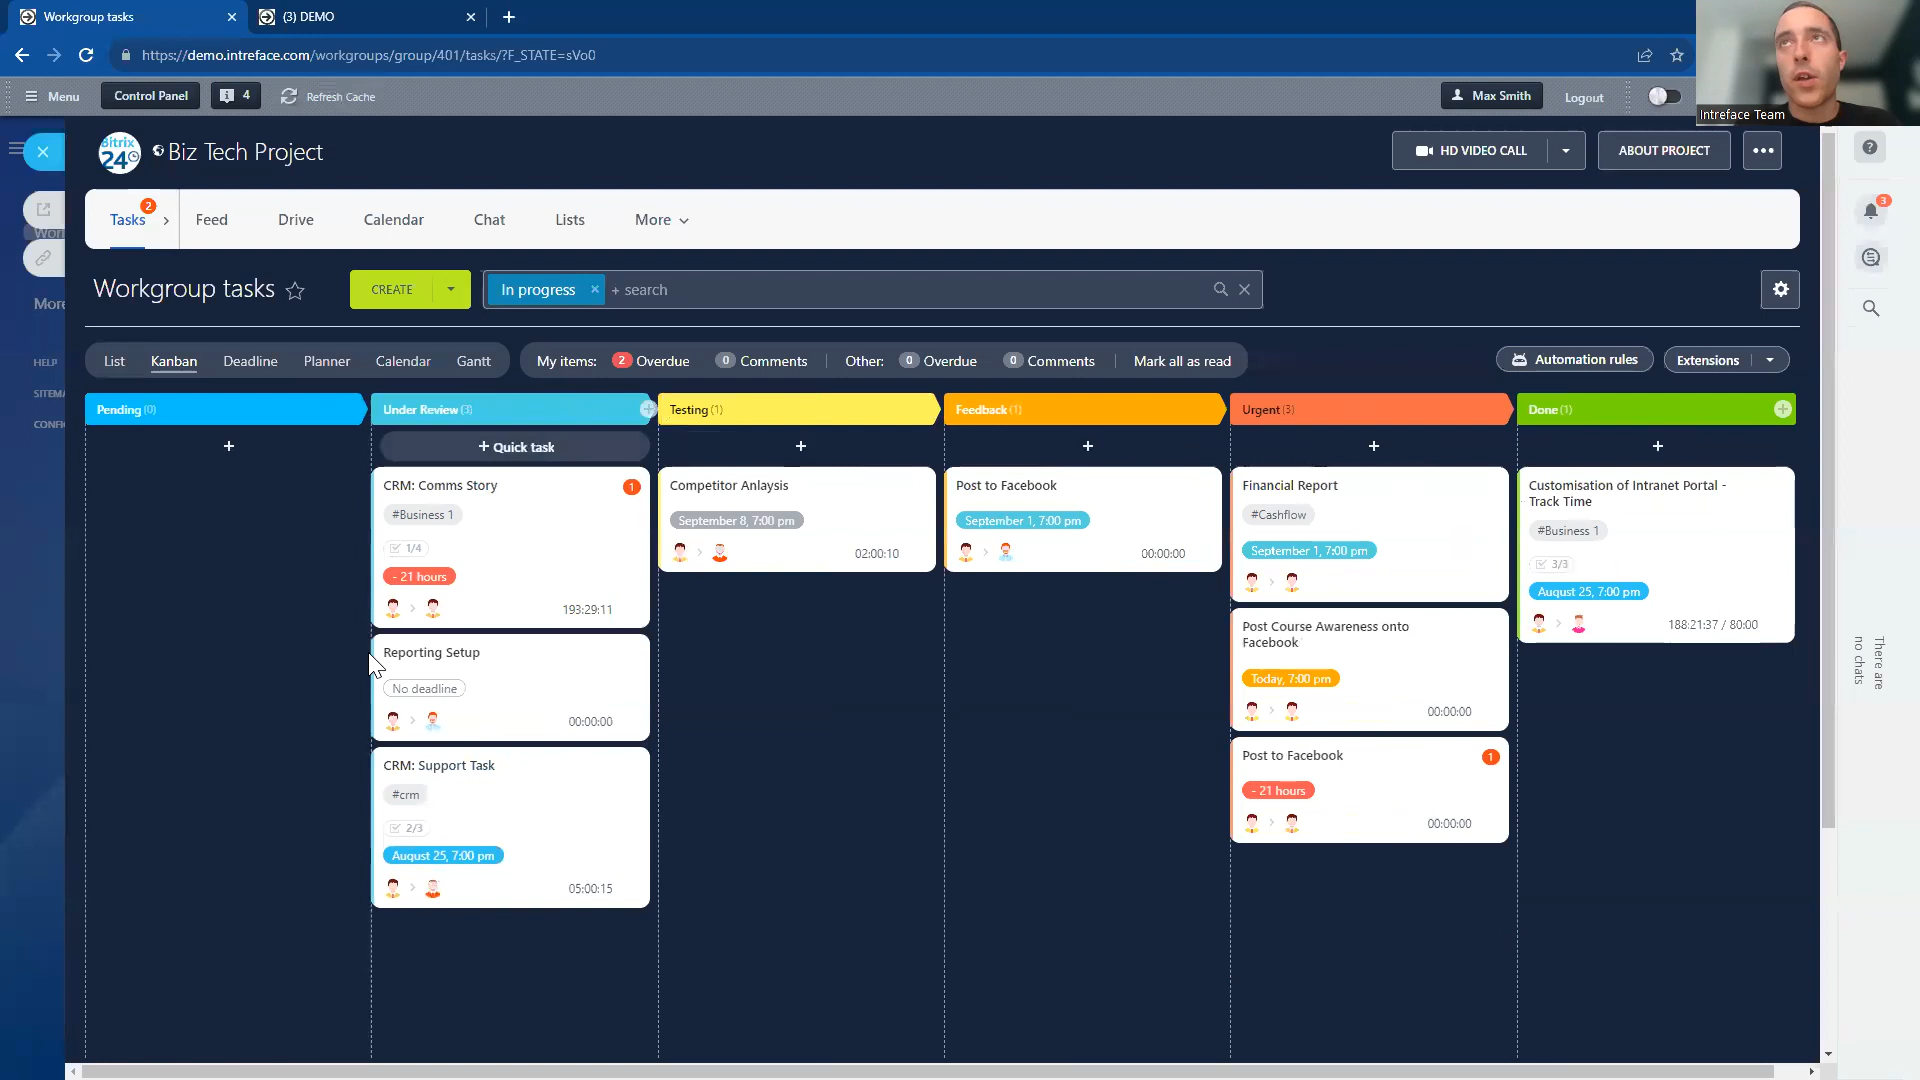 Workgroup tasks
(3) DEMO
https://demo.intreface.com/workgroups/group/401/tasks/?F_STATE=sVo0
Menu
Control Panel
4
Refresh Cache
Max Smith
Logout
Intreface Team
Bitrix
24
Biz Tech Project
HD VIDEO CALL
ABOUT PROJECT
Tasks
2
Feed
Drive
Calendar
Chat
Lists
More
3
Work
More
HELP
SITEMA
CONFI
Workgroup tasks
CREATE
In progress
+ search
List
Kanban
Deadline
Planner
Calendar
Gantt
My items:
2 Overdue
0 Comments
Other:
0 Overdue
0 Comments
Mark all as read
Automation rules
Extensions
Pending (0)
Under Review (3)
Testing (1)
Feedback (1)
Urgent (3)
Done (1)
+
+ Quick task
+
+
+
+
CRM: Comms Story
1
#Business 1
1/4
- 21 hours
193:29:11
Reporting Setup
No deadline
00:00:00
CRM: Support Task
#crm
2/3
August 25, 7:00 pm
05:00:15
Competitor Anlaysis
September 8, 7:00 pm
02:00:10
Post to Facebook
September 1, 7:00 pm
00:00:00
Financial Report
#Cashflow
September 1, 7:00 pm
Post Course Awareness onto
Facebook
Today, 7:00 pm
00:00:00
Post to Facebook
1
- 21 hours
00:00:00
Customisation of Intranet Portal -
Track Time
#Business 1
3/3
August 25, 7:00 pm
188:21:37 / 80:00
There are
no chats